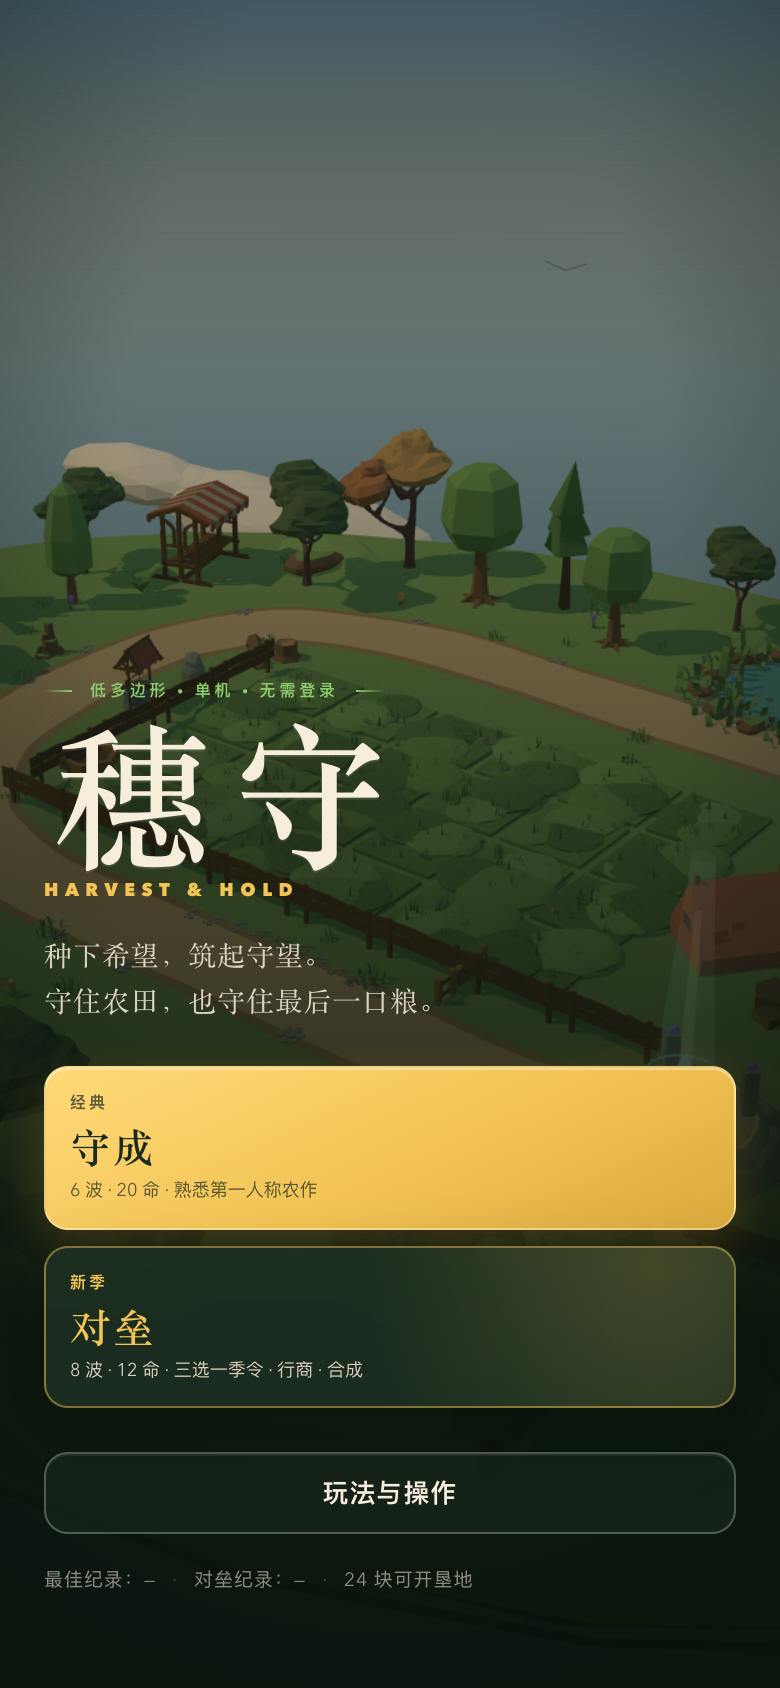 低多边形 • 单机 • 无需登录
穗守
HARVEST & HOLD
种下希望，筑起守望。
守住农田，也守住最后一口粮。
经典
守成
6 波 · 20 命 · 熟悉第一人称农作
新季
对垒
8 波 · 12 命 · 三选一季令 · 行商 · 合成
玩法与操作
最佳纪录：– · 对垒纪录：– · 24 块可开垦地